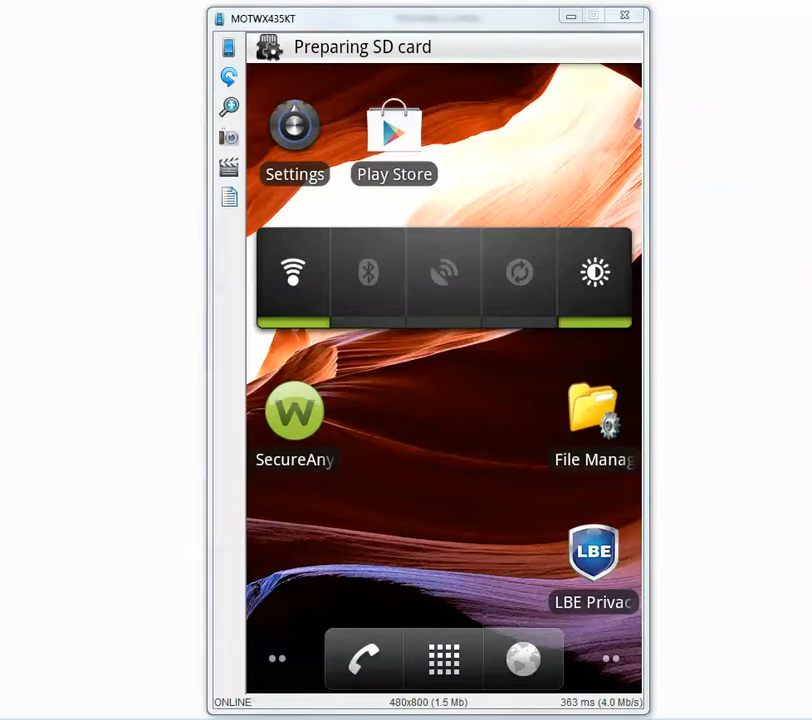 MOTWX435KT
Preparing SD card
Settings
Play Store
W
SecureAny
File Manag
LBE
LBE Privac
ONLINE
480x800 (1.5 Mb)
363 ms (4.0 Mb/s)